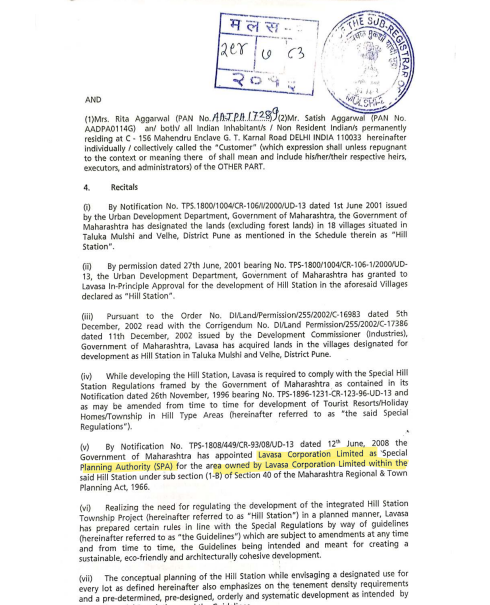 मलस
२७४ ७ ८३
२०१५
THE SUB-REGISTRAR
MULSHI
AND
(1)Mrs. Rita Aggarwal (PAN No. (2)Mr. Satish Aggarwal (PAN No.
AADPA0114G) an/ both/ all Indian Inhabitant/s / Non Resident Indian/s permanently
residing at C - 156 Mahendru Enclave G. T. Karnal Road DELHI INDIA 110033 hereinafter
individually / collectively called the "Customer" (which expression shall unless repugnant
to the context or meaning there of shall mean and include his/her/their respective heirs,
executors, and administrators) of the OTHER PART.
4. Recitals
(i) By Notification No. TPS.1800/1004/CR-106/I/2000/UD-13 dated 1st June 2001 issued
by the Urban Development Department, Government of Maharashtra, the Government of
Maharashtra has designated the lands (excluding forest lands) in 18 villages situated in
Taluka Mulshi and Velhe, District Pune as mentioned in the Schedule therein as "Hill
Station".
(ii) By permission dated 27th June, 2001 bearing No. TPS-1800/1004/CR-106-1/2000/UD-
13, the Urban Development Department, Government of Maharashtra has granted to
Lavasa In-Principle Approval for the development of Hill Station in the aforesaid Villages
declared as "Hill Station".
(iii) Pursuant to the Order No. DI/Land/Permission/255/2002/C-16983 dated 5th
December, 2002 read with the Corrigendum No. DI/Land Permission/255/2002/C-17386
dated 11th December, 2002 issued by the Development Commissioner (Industries),
Government of Maharashtra, Lavasa has acquired lands in the villages designated for
development as Hill Station in Taluka Mulshi and Velhe, District Pune.
(iv) While developing the Hill Station, Lavasa is required to comply with the Special Hill
Station Regulations framed by the Government of Maharashtra as contained in its
Notification dated 26th November, 1996 bearing No. TPS-1896-1231-CR-123-96-UD-13 and
as may be amended from time to time for development of Tourist Resorts/Holiday
Homes/Township in Hill Type Areas (hereinafter referred to as "the said Special
Regulations").
(v) By Notification No. TPS-1808/449/CR-93/08/UD-13 dated 12th June, 2008 the
Government of Maharashtra has appointed Lavasa Corporation Limited as 'Special
Planning Authority (SPA) for the area owned by Lavasa Corporation Limited within the
said Hill Station under sub section (1-B) of Section 40 of the Maharashtra Regional & Town
Planning Act, 1966.
(vi) Realizing the need for regulating the development of the integrated Hill Station
Township Project (hereinafter referred to as "Hill Station") in a planned manner, Lavasa
has prepared certain rules in line with the Special Regulations by way of guidelines
(hereinafter referred to as "the Guidelines") which are subject to amendments at any time
and from time to time, the Guidelines being intended and meant for creating a
sustainable, eco-friendly and architecturally cohesive development.
(vii) The conceptual planning of the Hill Station while envisaging a designated use for
every lot as defined hereinafter also emphasizes on the tenement density requirements
and a pre-determined, pre-designed, orderly and systematic development as intended by